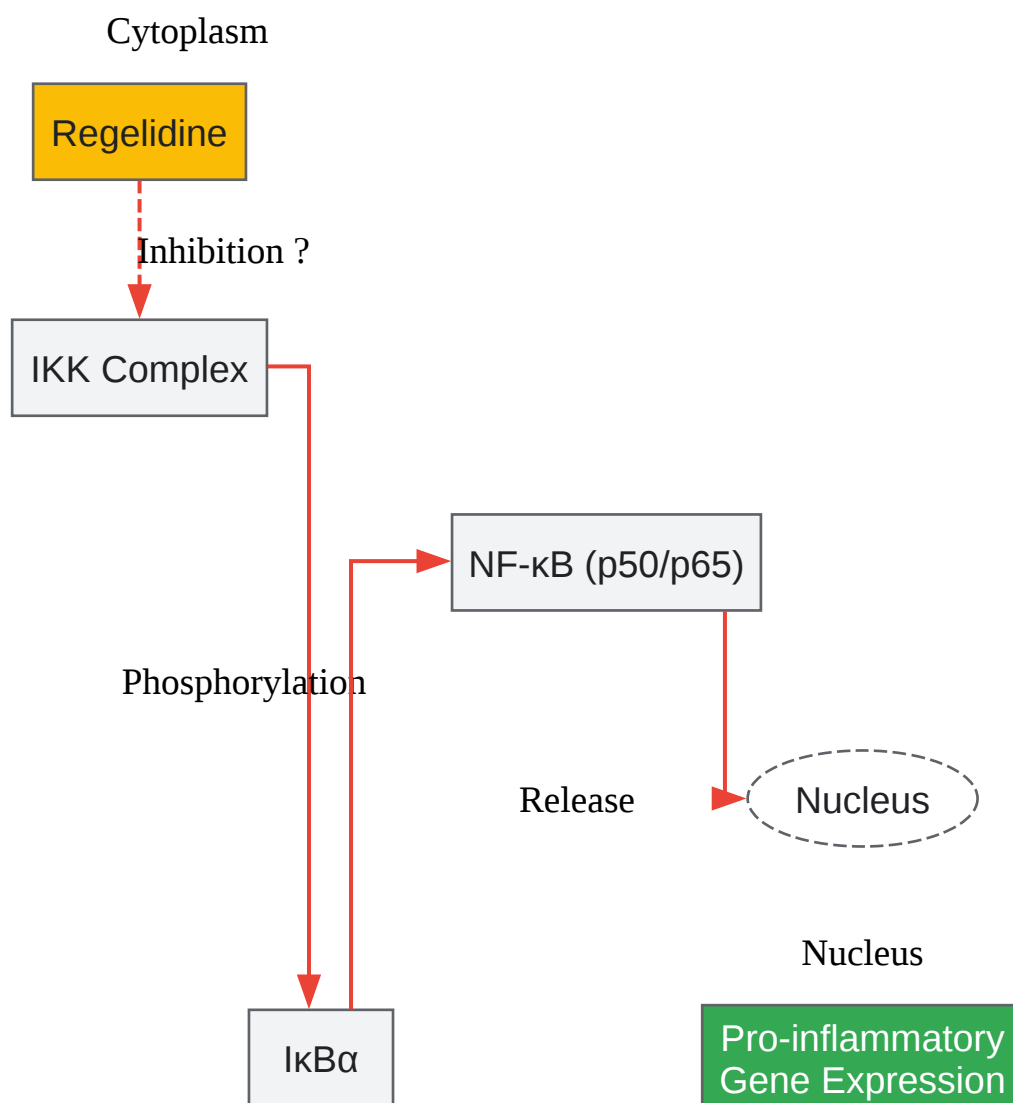 Cytoplasm
Regelidine
Inhibition ?
IKK Complex
NF-κB (p50/p65)
Phosphorylation
Release
Nucleus
Nucleus
IκBα
Pro-inflammatory
Gene Expression